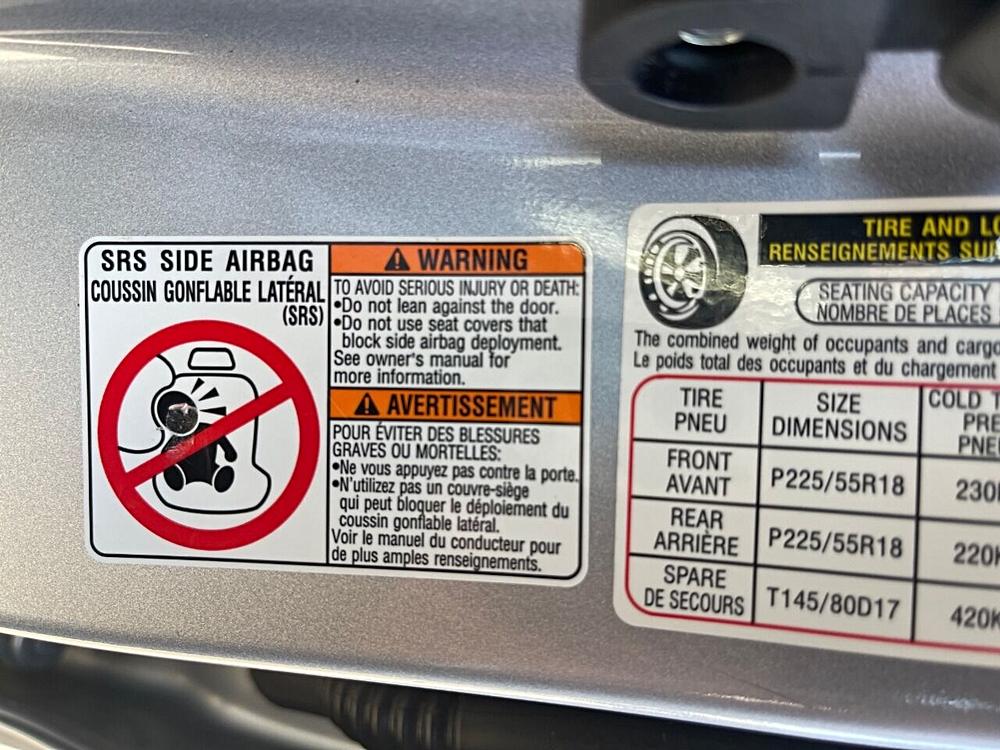 SRS SIDE AIRBAG
COUSSIN GONFLABLE LATÉRAL
(SRS)
WARNING
TO AVOID SERIOUS INJURY OR DEATH:
•Do not lean against the door.
•Do not use seat covers that
block side airbag deployment.
See owner's manual for
more information.
AVERTISSEMENT
POUR ÉVITER DES BLESSURES
GRAVES OU MORTELLES:
•Ne vous appuyez pas contre la porte.
•N'utilizez pas un couvre-siège
qui peut bloquer le déploiement du
coussin gonflable latéral.
Voir le manuel du conducteur pour
de plus amples renseignements.
TIRE AND
RENSEIGNEMENTS
SEATING CAPACITY
NOMBRE DE PLACES
The combined weight of occupants and cargo
Le poids total des occupants et du chargement
TIRE SIZE COLD
PNEU DIMENSIONS
FRONT
AVANT P225/55R18 230
REAR
ARRIÈRE P225/55R18 220
SPARE
DE SECOURS T145/80D17 420K